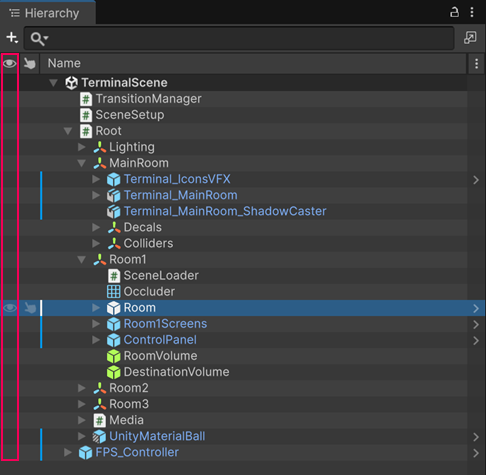 Hierarchy
Name
TerminalScene
TransitionManager
SceneSetup
Root
Lighting
MainRoom
Terminal_IconsVFX
Terminal_MainRoom
Terminal_MainRoom_ShadowCaster
Decals
Colliders
Room1
SceneLoader
Occluder
Room
Room1Screens
ControlPanel
RoomVolume
DestinationVolume
Room2
Room3
Media
UnityMaterialBall
FPS_Controller